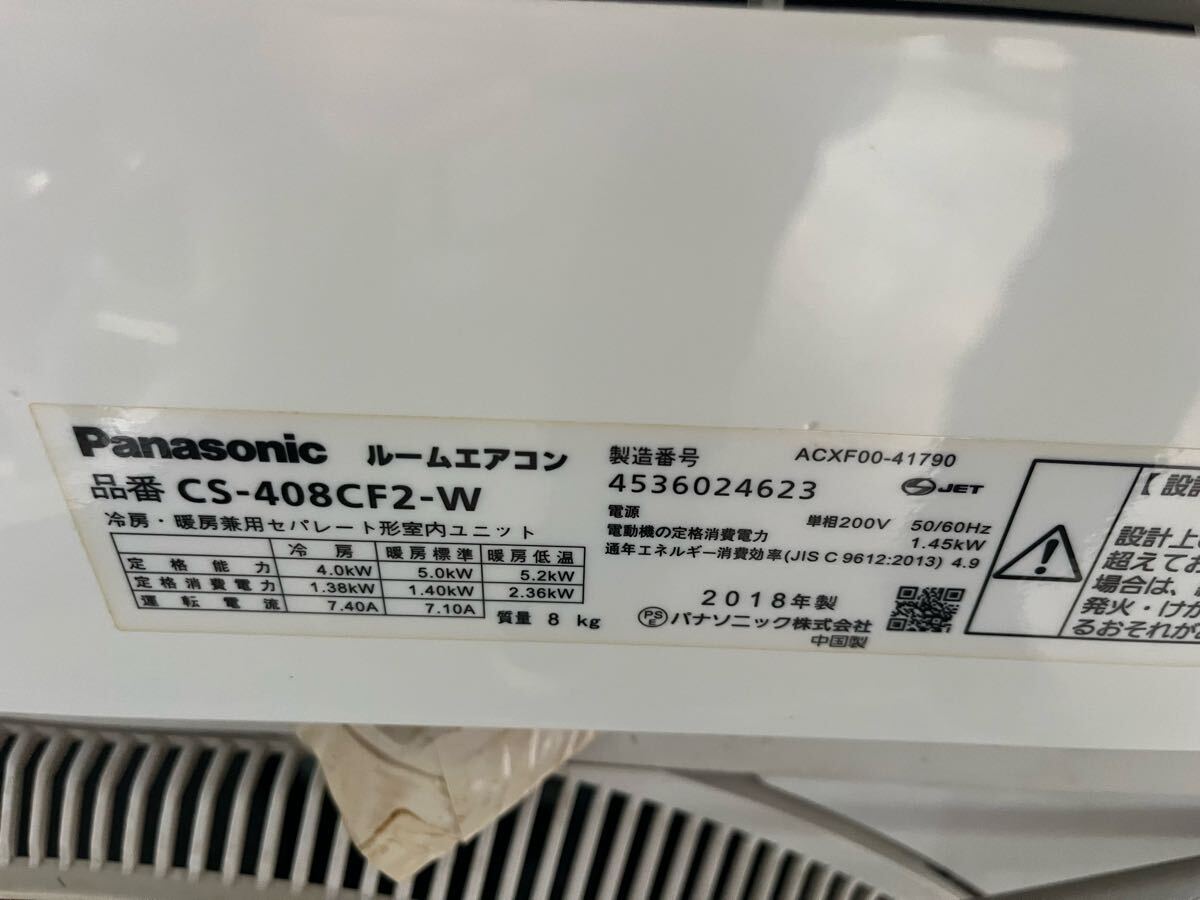 Panasonic ルームエアコン
品番 CS-408CF2-W
冷房・暖房兼用セパレート形室内ユニット
冷房 暖房標準 暖房低温
定格能力 4.0kW 5.0kW 5.2kW
定格消費電力 1.38kW 1.40kW 2.36kW
運転電流 7.40A 7.10A
質量 8 kg
製造番号 ACXF00-41790
4536024623 JET
電源 単相200V 50/60Hz
電動機の定格消費電力 1.45kW
通年エネルギー消費効率(JIS C 9612:2013) 4.9
2018年製
PSE パナソニック株式会社
中国製
【設計
設計上の
超えてお
場合は、
発火・けが
るおそれが